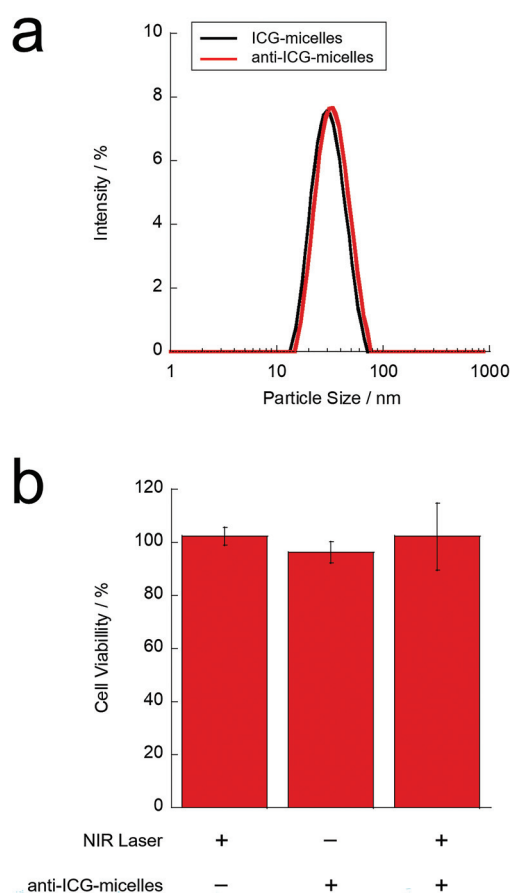 a
ICG-micelles
anti-ICG-micelles
10
8
6
4
2
0
Intensity / %
1 10 100 1000
Particle Size / nm
b
120
100
80
60
40
20
0
Cell Viabillity / %
NIR Laser + − +
anti-ICG-micelles − + +